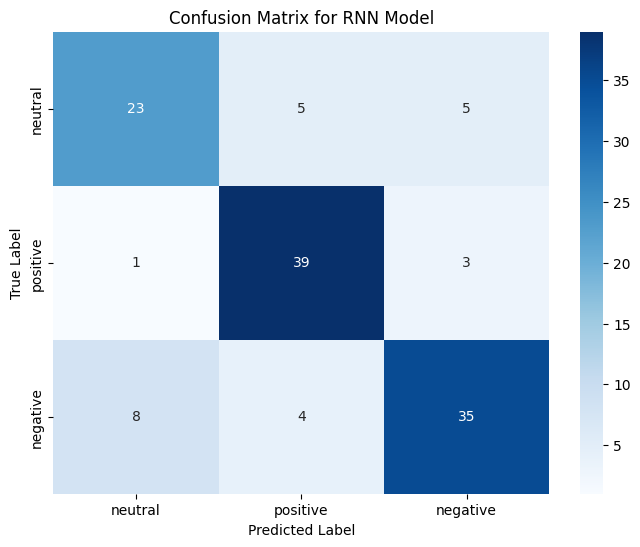 Confusion Matrix for RNN Model
True Label
neutral
23
5
5
positive
1
39
3
negative
8
4
35
neutral
positive
negative
Predicted Label
35
30
25
20
15
10
5